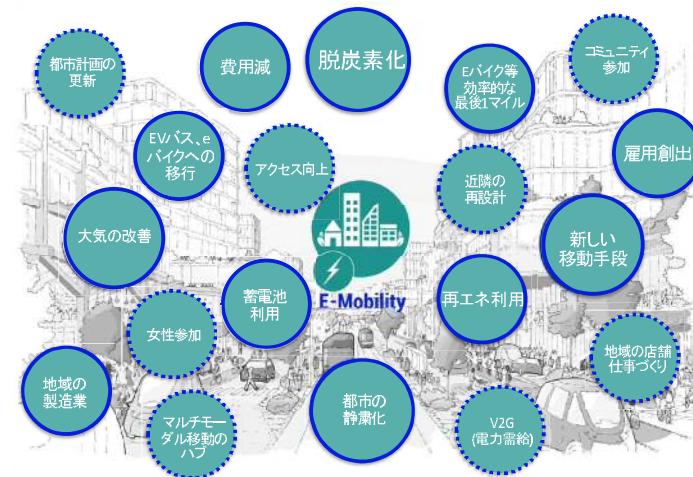 都市計画の
更新
費用減
脱炭素化
Eバイク等
効率的な
最後1マイル
コミュニティ
参加
EVバス、e
バイクへの
移行
アクセス向上
近隣の
再設計
雇用創出
大気の改善
新しい
移動手段
E-Mobility
蓄電池
利用
再エネ利用
女性参加
地域の店舗
仕事づくり
地域の
製造業
都市の
静粛化
マルチモー
ダル移動の
ハブ
V2G
(電力需給)